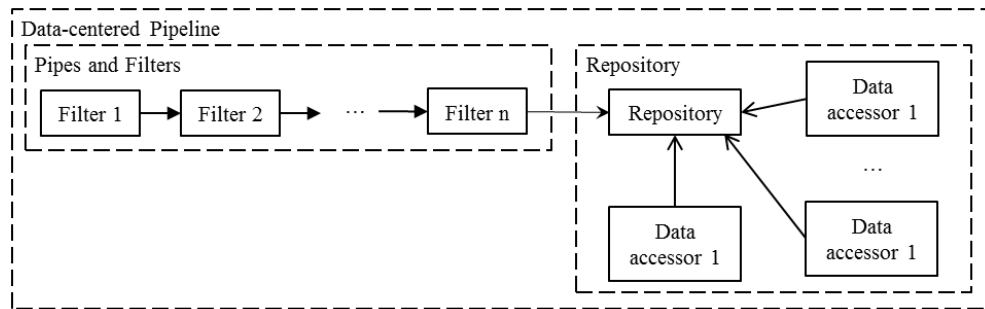 Data-centered Pipeline
Pipes and Filters
Filter 1
Filter 2
...
Filter n
Repository
Repository
Data
accessor 1
...
Data
accessor 1
Data
accessor 1